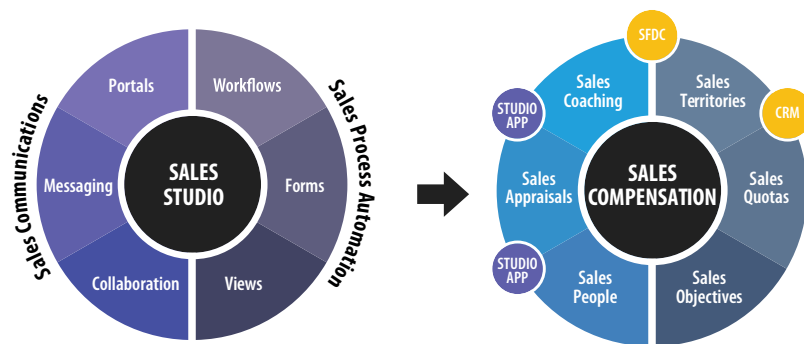 Sales Communications
Portals
Messaging
Collaboration
SALES
STUDIO
Workflows
Forms
Views
Sales Process Automation
SFDC
STUDIO
APP
CRM
STUDIO
APP
Sales
Coaching
Sales
Territories
Sales
Appraisals
SALES
COMPENSATION
Sales
Quotas
Sales
People
Sales
Objectives